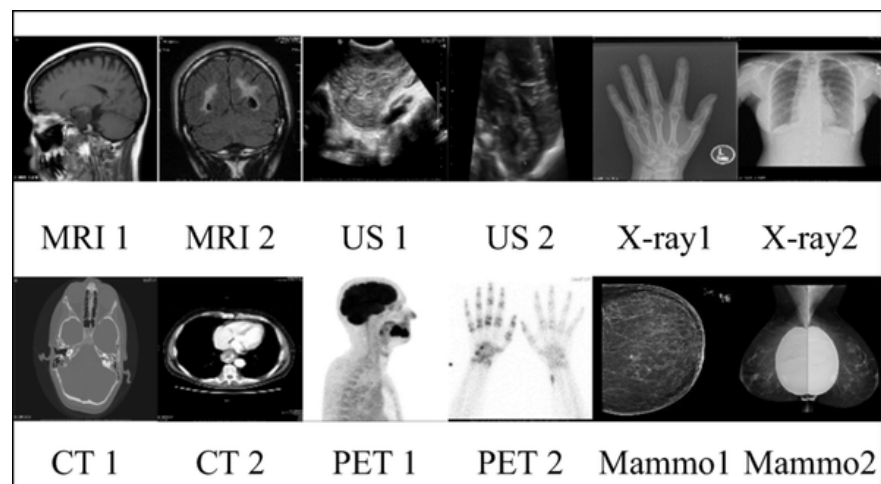 MRI 1 MRI 2 US 1 US 2 X-ray1 X-ray2
L
CT 1 CT 2 PET 1 PET 2 Mammo1 Mammo2